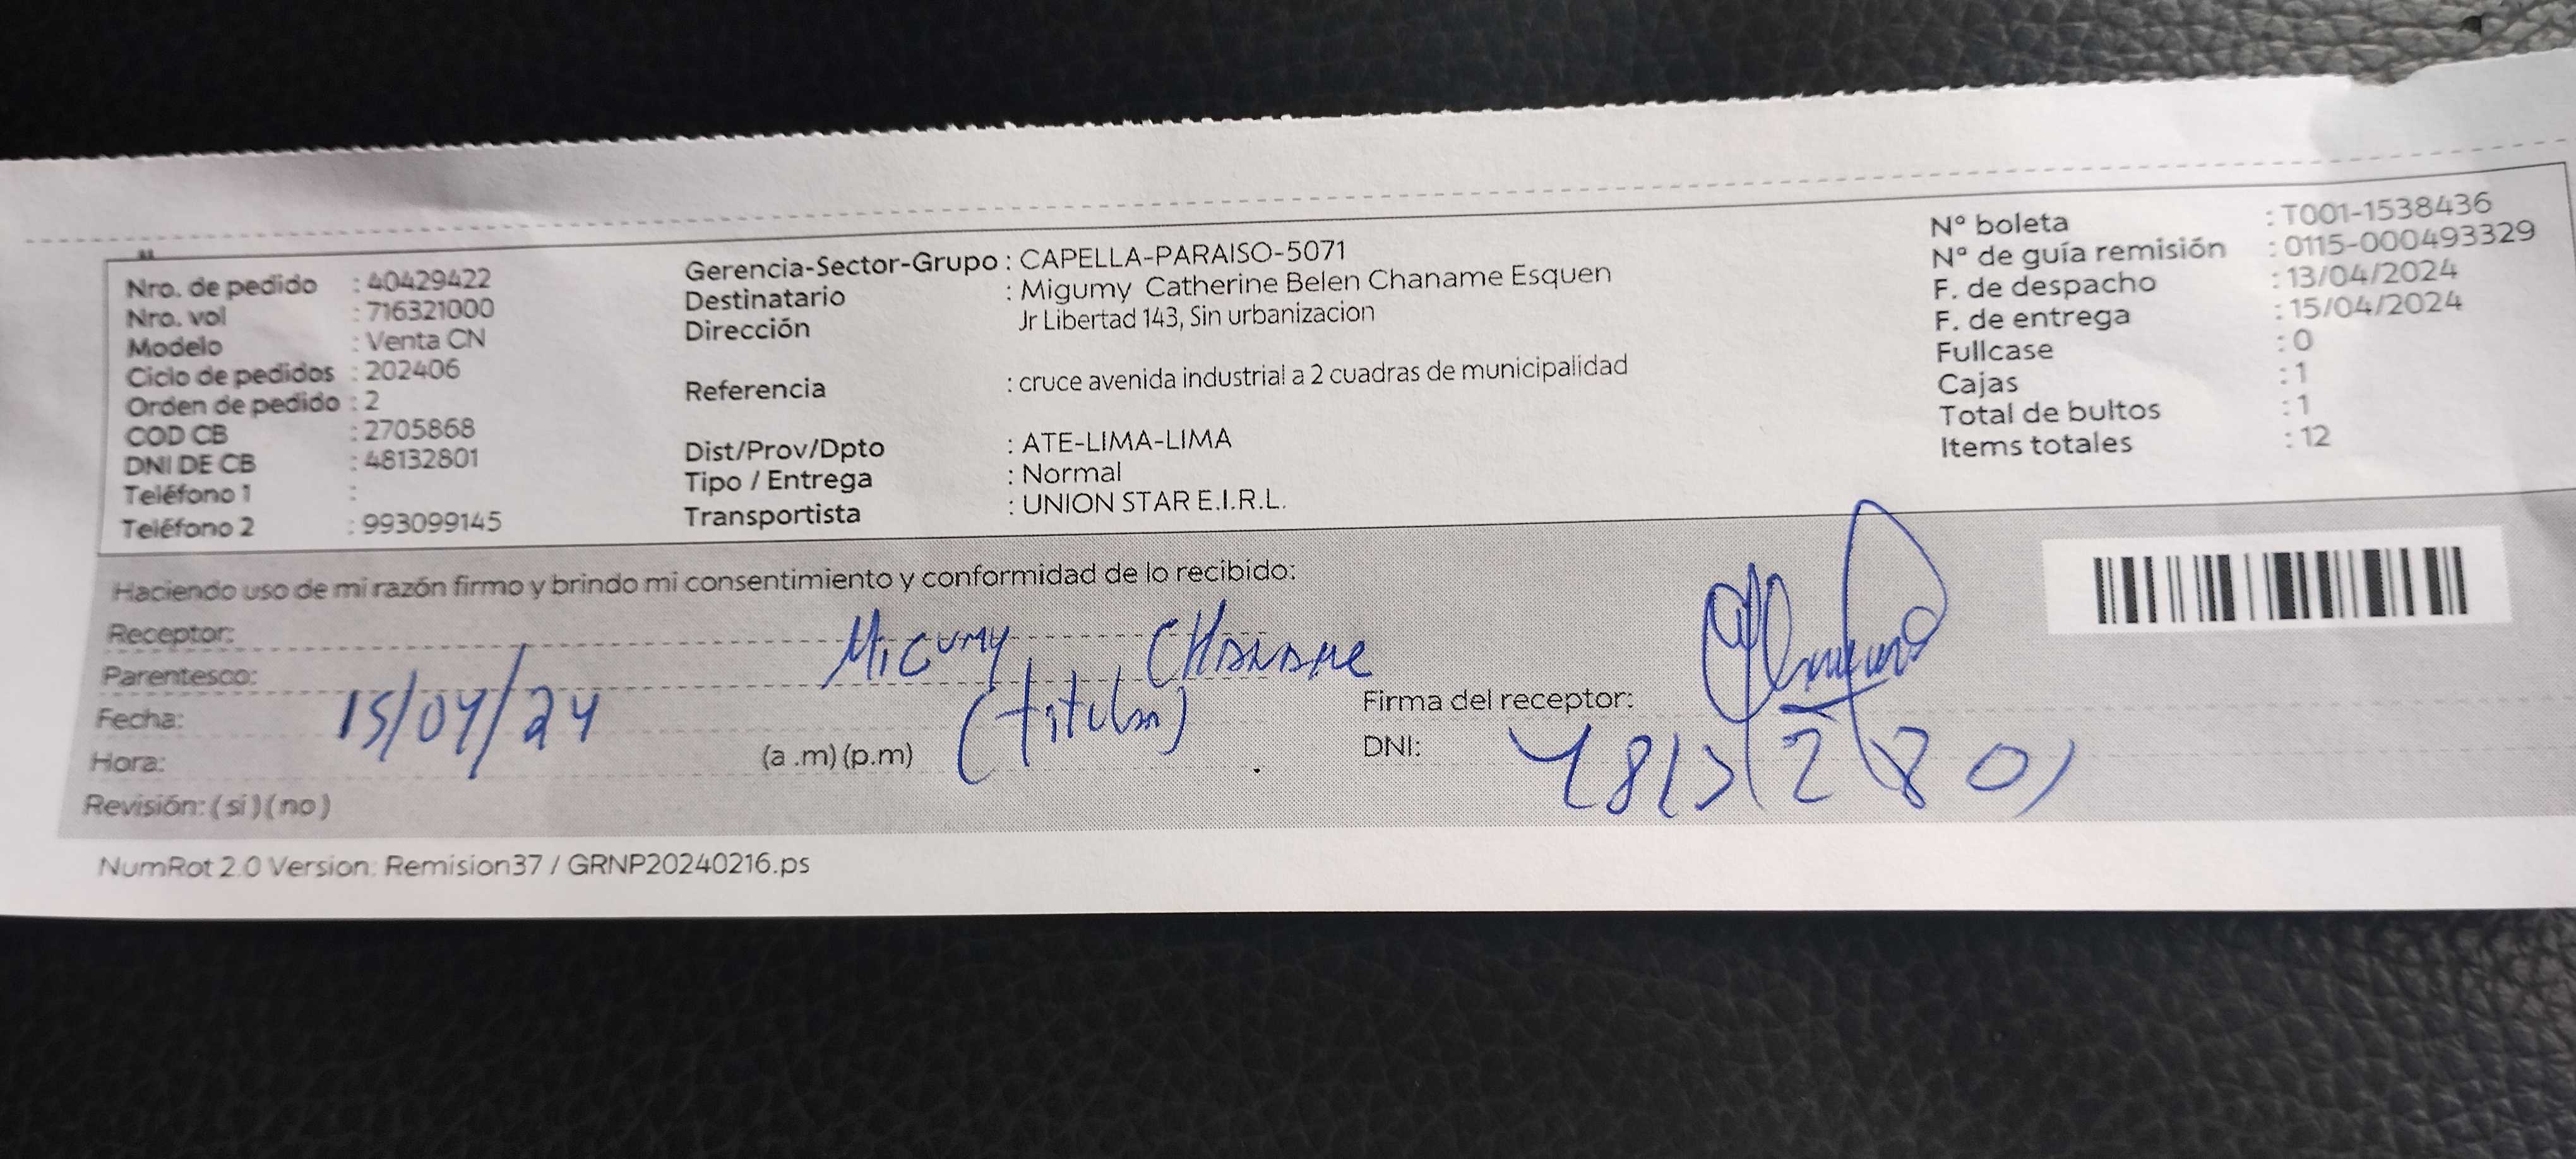 Nro. de pedido : 40429422
Nro. vol : 716321000
Modelo : Venta CN
Ciclo de pedidos : 202406
Orden de pedido : 2
COD CB : 2705868
DNI DE CB : 48132801
Teléfono 1 :
Teléfono 2 : 993099145
Gerencia-Sector-Grupo : CAPELLA-PARAISO-5071
Destinatario : Migumy Catherine Belen Chaname Esquen
Dirección Jr Libertad 143, Sin urbanizacion
Referencia : cruce avenida industrial a 2 cuadras de municipalidad
Dist/Prov/Dpto : ATE-LIMA-LIMA
Tipo / Entrega : Normal
Transportista : UNION STAR E.I.R.L.
N° boleta : T001-1538436
N° de guía remisión : 0115-000493329
F. de despacho : 13/04/2024
F. de entrega : 15/04/2024
Fullcase : 0
Cajas : 1
Total de bultos : 1
Items totales : 12
Haciendo uso de mi razón firmo y brindo mi consentimiento y conformidad de lo recibido:
Receptor: Migumy Chaname
Parentesco: (titular)
Fecha: 15/04/24
Hora: (a .m) (p.m)
Revisión: ( si ) ( no )
Firma del receptor:
DNI: 48132801
NumRot 2.0 Version: Remision37 / GRNP20240216.ps